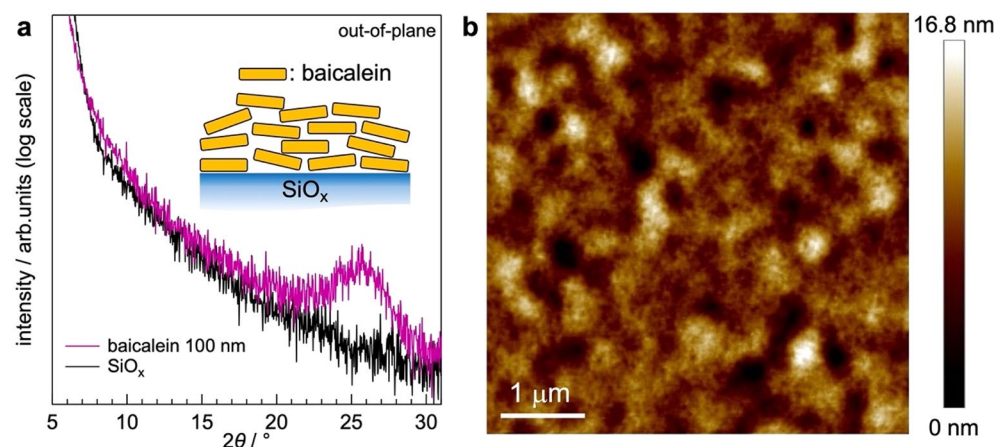 a
out-of-plane
: baicalein
SiOx
intensity / arb.units (log scale)
baicalein 100 nm
SiOx
5 10 15 20 25 30
2θ / °
b
16.8 nm
1 μm
0 nm